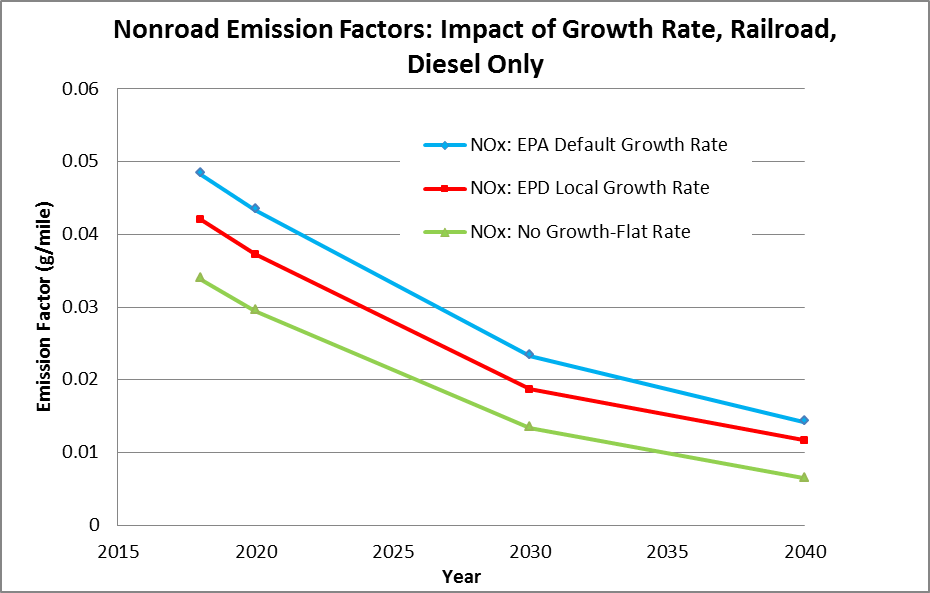 Nonroad Emission Factors: Impact of Growth Rate, Railroad,
Diesel Only
0.06
0.05
0.04
0.03
0.02
0.01
0
Emission Factor (g/mile)
NOx: EPA Default Growth Rate
NOx: EPD Local Growth Rate
NOx: No Growth-Flat Rate
2015 2020 2025 2030 2035 2040
Year